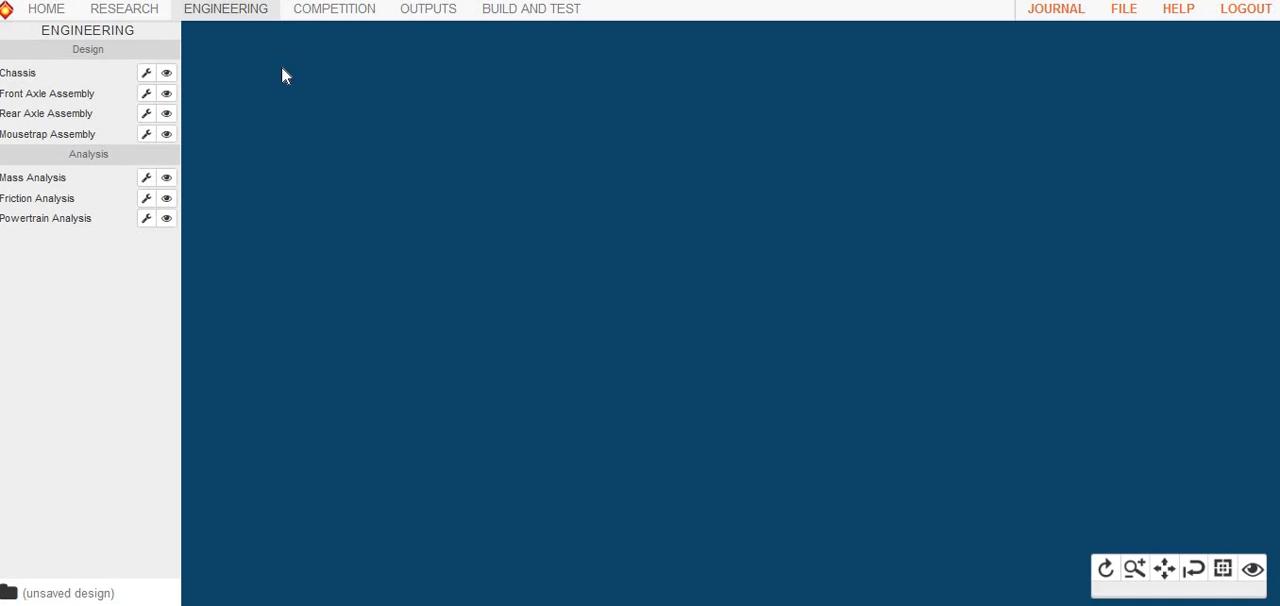 HOME RESEARCH ENGINEERING COMPETITION OUTPUTS BUILD AND TEST JOURNAL FILE HELP LOGOUT
ENGINEERING
Design
Chassis
Front Axle Assembly
Rear Axle Assembly
Mousetrap Assembly
Analysis
Mass Analysis
Friction Analysis
Powertrain Analysis
(unsaved design)